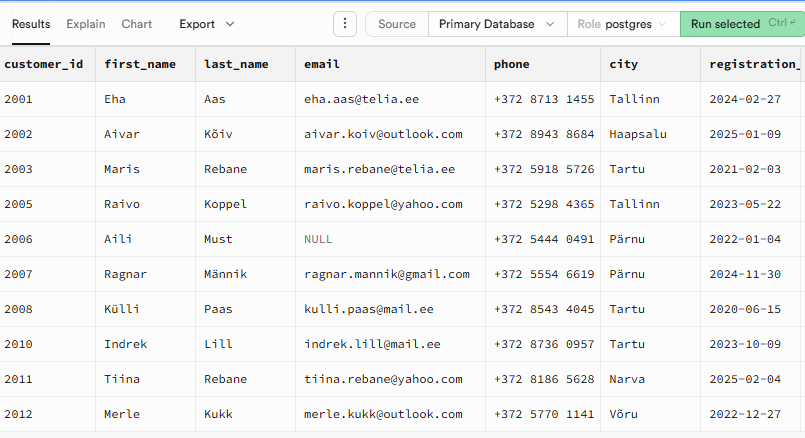 Results Explain Chart Export Source Primary Database Role postgres Run selected Ctrl ↵
customer_id first_name last_name email phone city registration_
2001 Eha Aas eha.aas@telia.ee +372 8713 1455 Tallinn 2024-02-27
2002 Aivar Kõiv aivar.koiv@outlook.com +372 8943 8684 Haapsalu 2025-01-09
2003 Maris Rebane maris.rebane@telia.ee +372 5918 5726 Tartu 2021-02-03
2005 Raivo Koppel raivo.koppel@yahoo.com +372 5298 4365 Tallinn 2023-05-22
2006 Aili Must NULL +372 5444 0491 Pärnu 2022-01-04
2007 Ragnar Männik ragnar.mannik@gmail.com +372 5554 6619 Pärnu 2024-11-30
2008 Külli Paas kulli.paas@mail.ee +372 8543 4045 Tartu 2020-06-15
2010 Indrek Lill indrek.lill@mail.ee +372 8736 0957 Tartu 2023-10-09
2011 Tiina Rebane tiina.rebane@yahoo.com +372 8186 5628 Narva 2025-02-04
2012 Merle Kukk merle.kukk@outlook.com +372 5770 1141 Võru 2022-12-27